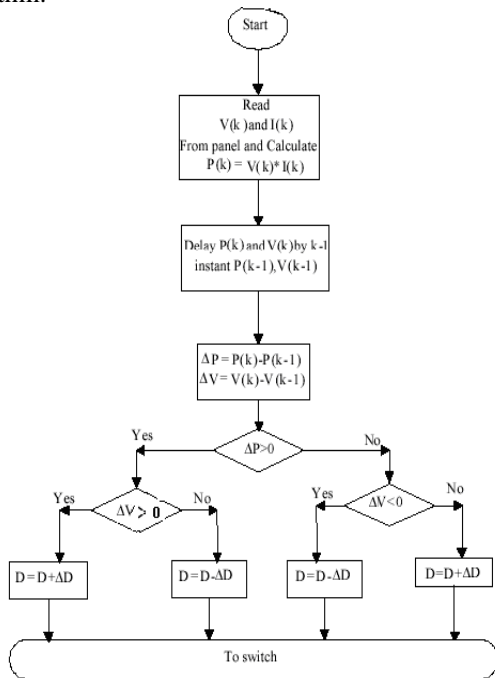 Start
Read
V(k) and I(k)
From panel and Calculate
P(k) = V(k)* I(k)
Delay P(k) and V(k) by k-1
instant P(k-1),V(k-1)
ΔP = P(k)-P(k-1)
ΔV= V(k)-V(k-1)
Yes
ΔP>0
No
Yes
ΔV > 0
No
Yes
ΔV<0
No
D=D+ΔD
D=D-ΔD
D=D-ΔD
D=D+ΔD
To switch